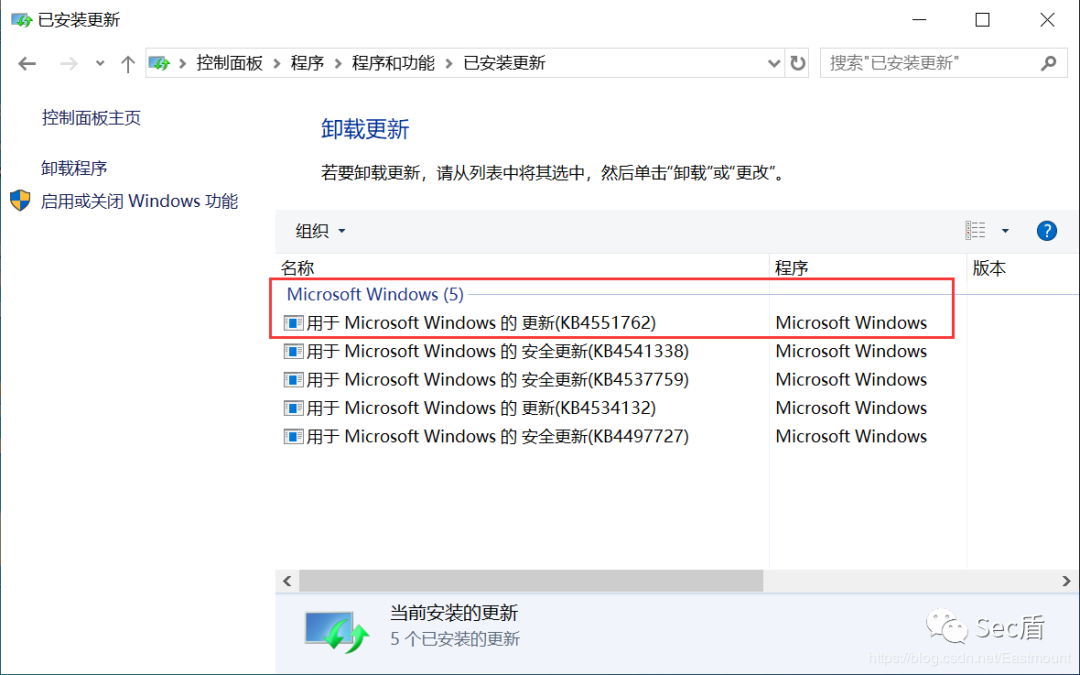 已安装更新
控制面板 程序 程序和功能 已安装更新
搜索"已安装更新"
控制面板主页
卸载程序
启用或关闭 Windows 功能
卸载更新
若要卸载更新，请从列表中将其选中，然后单击“卸载”或“更改”。
组织
名称 程序 版本
Microsoft Windows (5)
用于 Microsoft Windows 的 更新(KB4551762) Microsoft Windows
用于 Microsoft Windows 的 安全更新(KB4541338) Microsoft Windows
用于 Microsoft Windows 的 安全更新(KB4537759) Microsoft Windows
用于 Microsoft Windows 的 更新(KB4534132) Microsoft Windows
用于 Microsoft Windows 的 安全更新(KB4497727) Microsoft Windows
当前安装的更新
5 个已安装的更新
Sec盾
https://blog.csdn.net/Eastmount